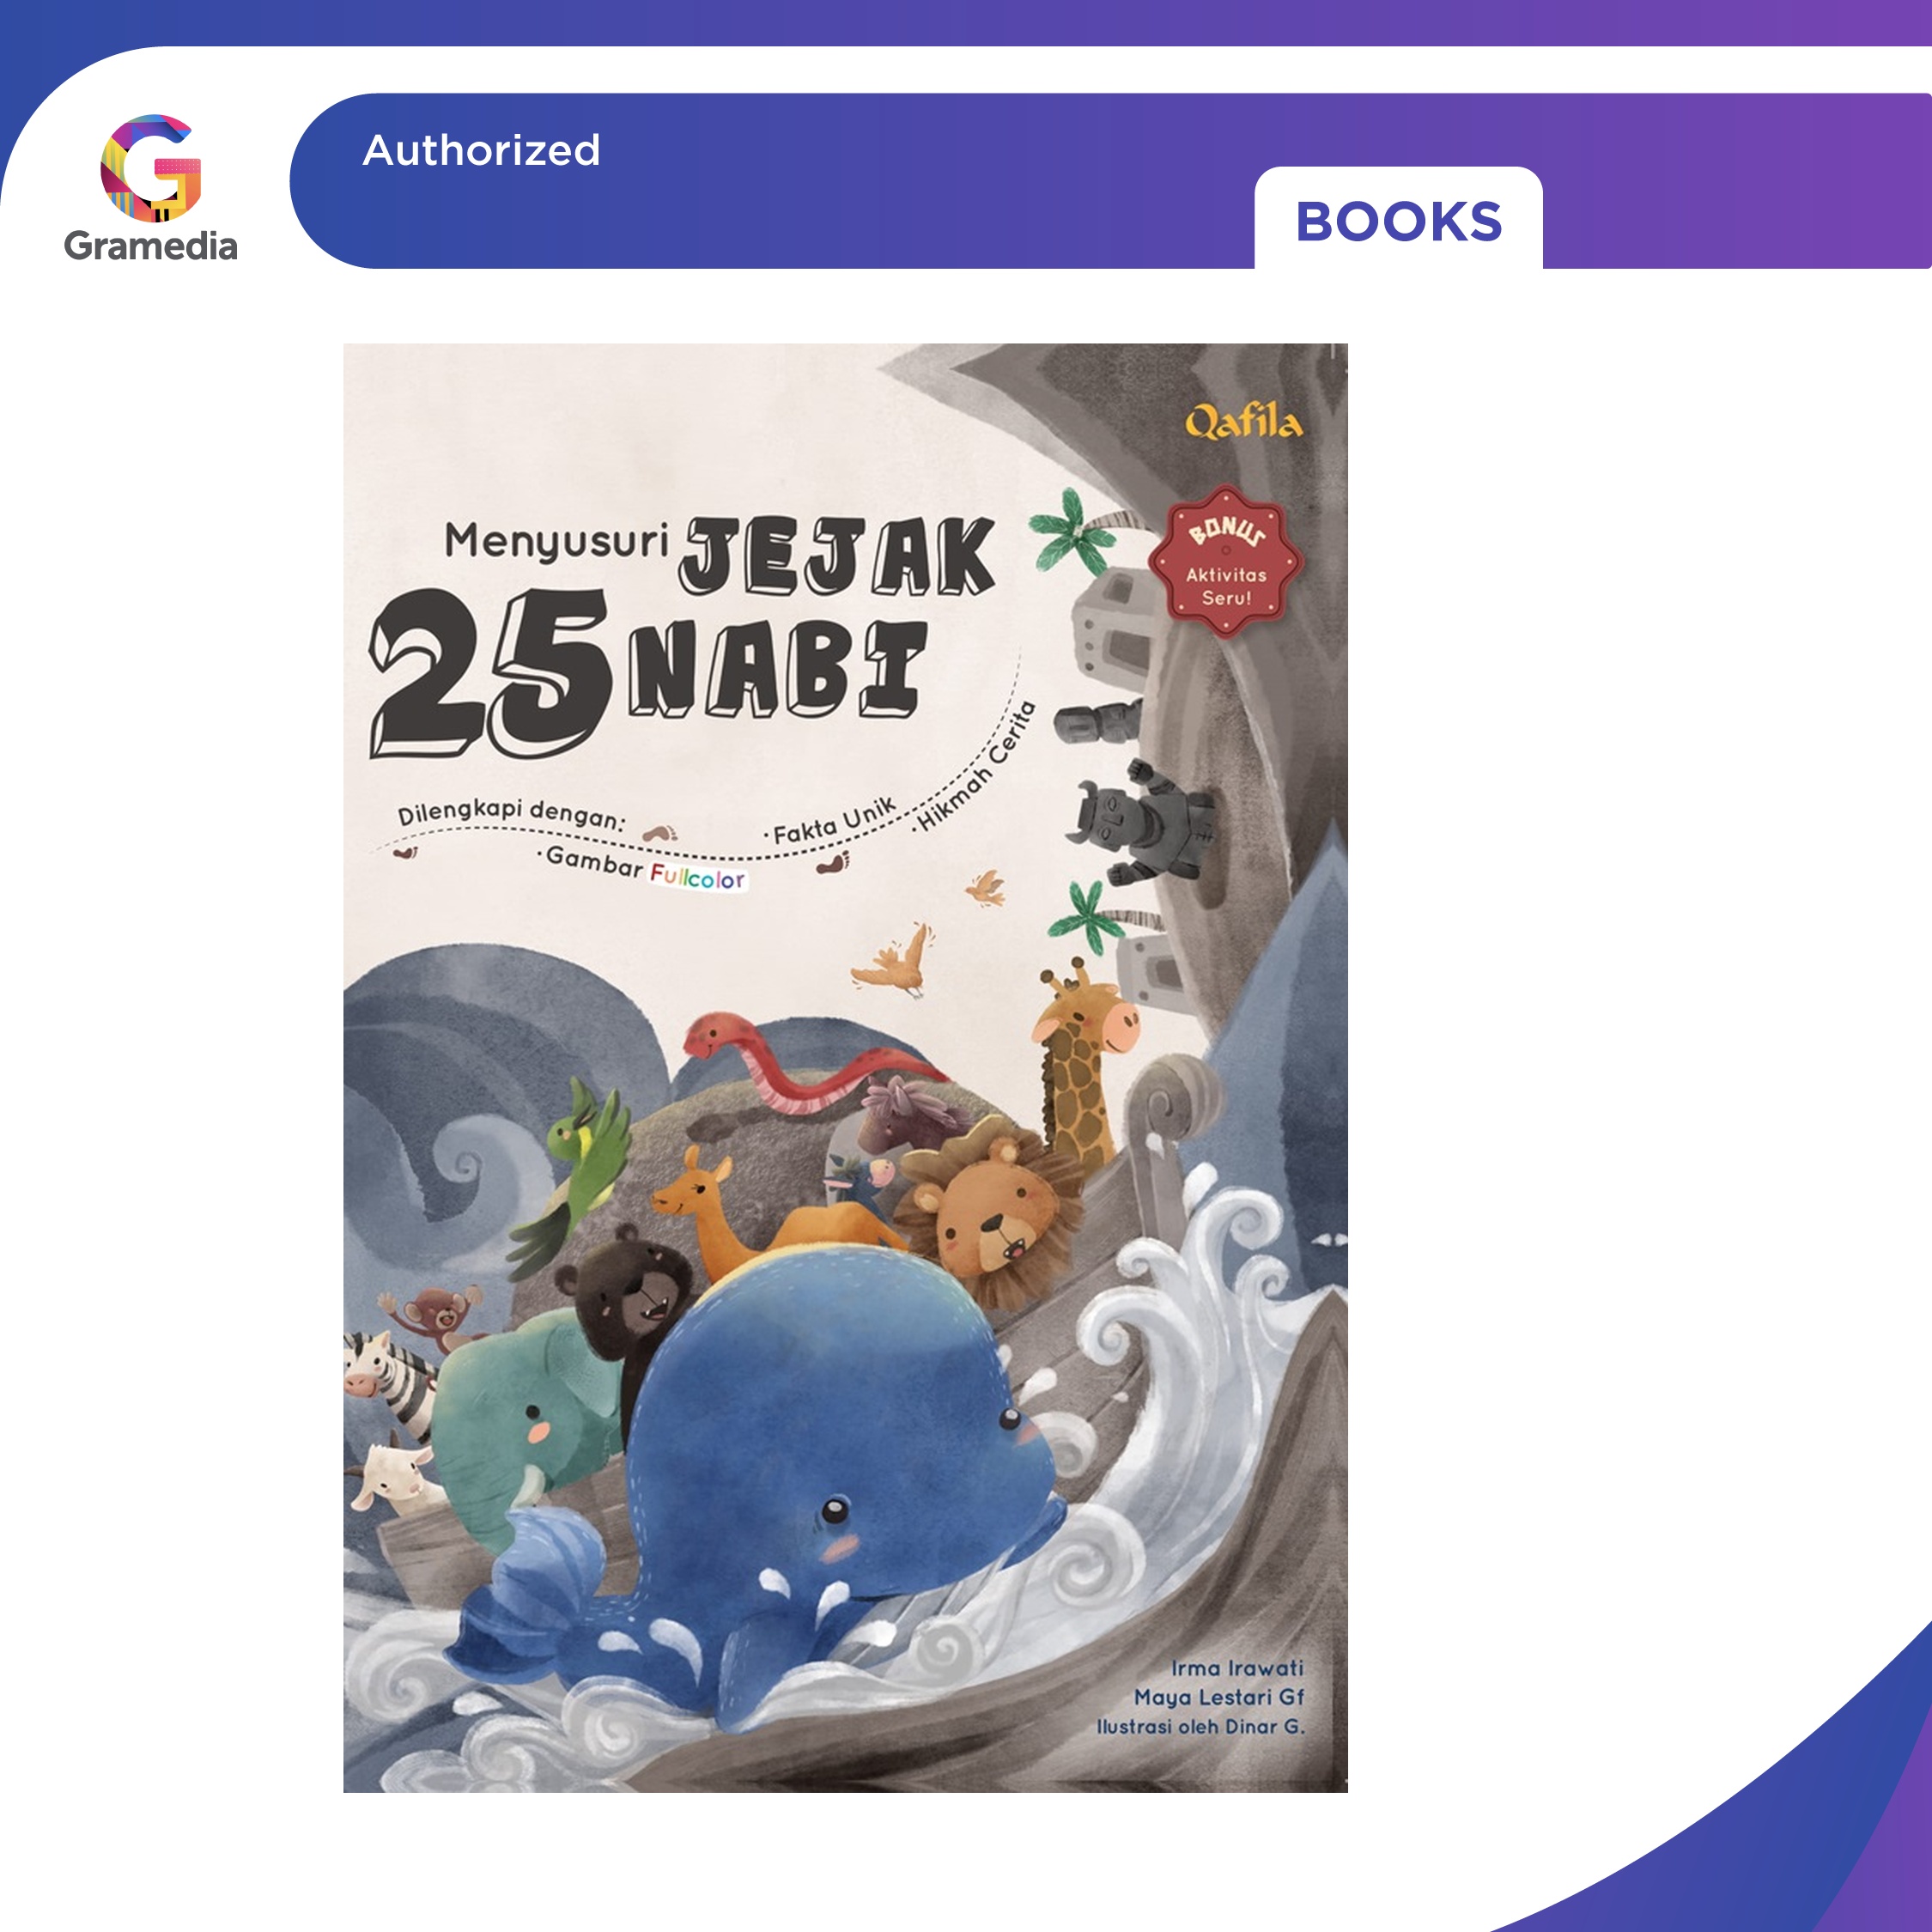 Gramedia
Authorized
BOOKS
Qafila
BONUS
Aktivitas
Seru!
Menyusuri JEJAK
25 NABI
Dilengkapi dengan:
·Gambar Fullcolor
·Fakta Unik
·Hikmah Cerita
Irma Irawati
Maya Lestari Gf
Ilustrasi oleh Dinar G.